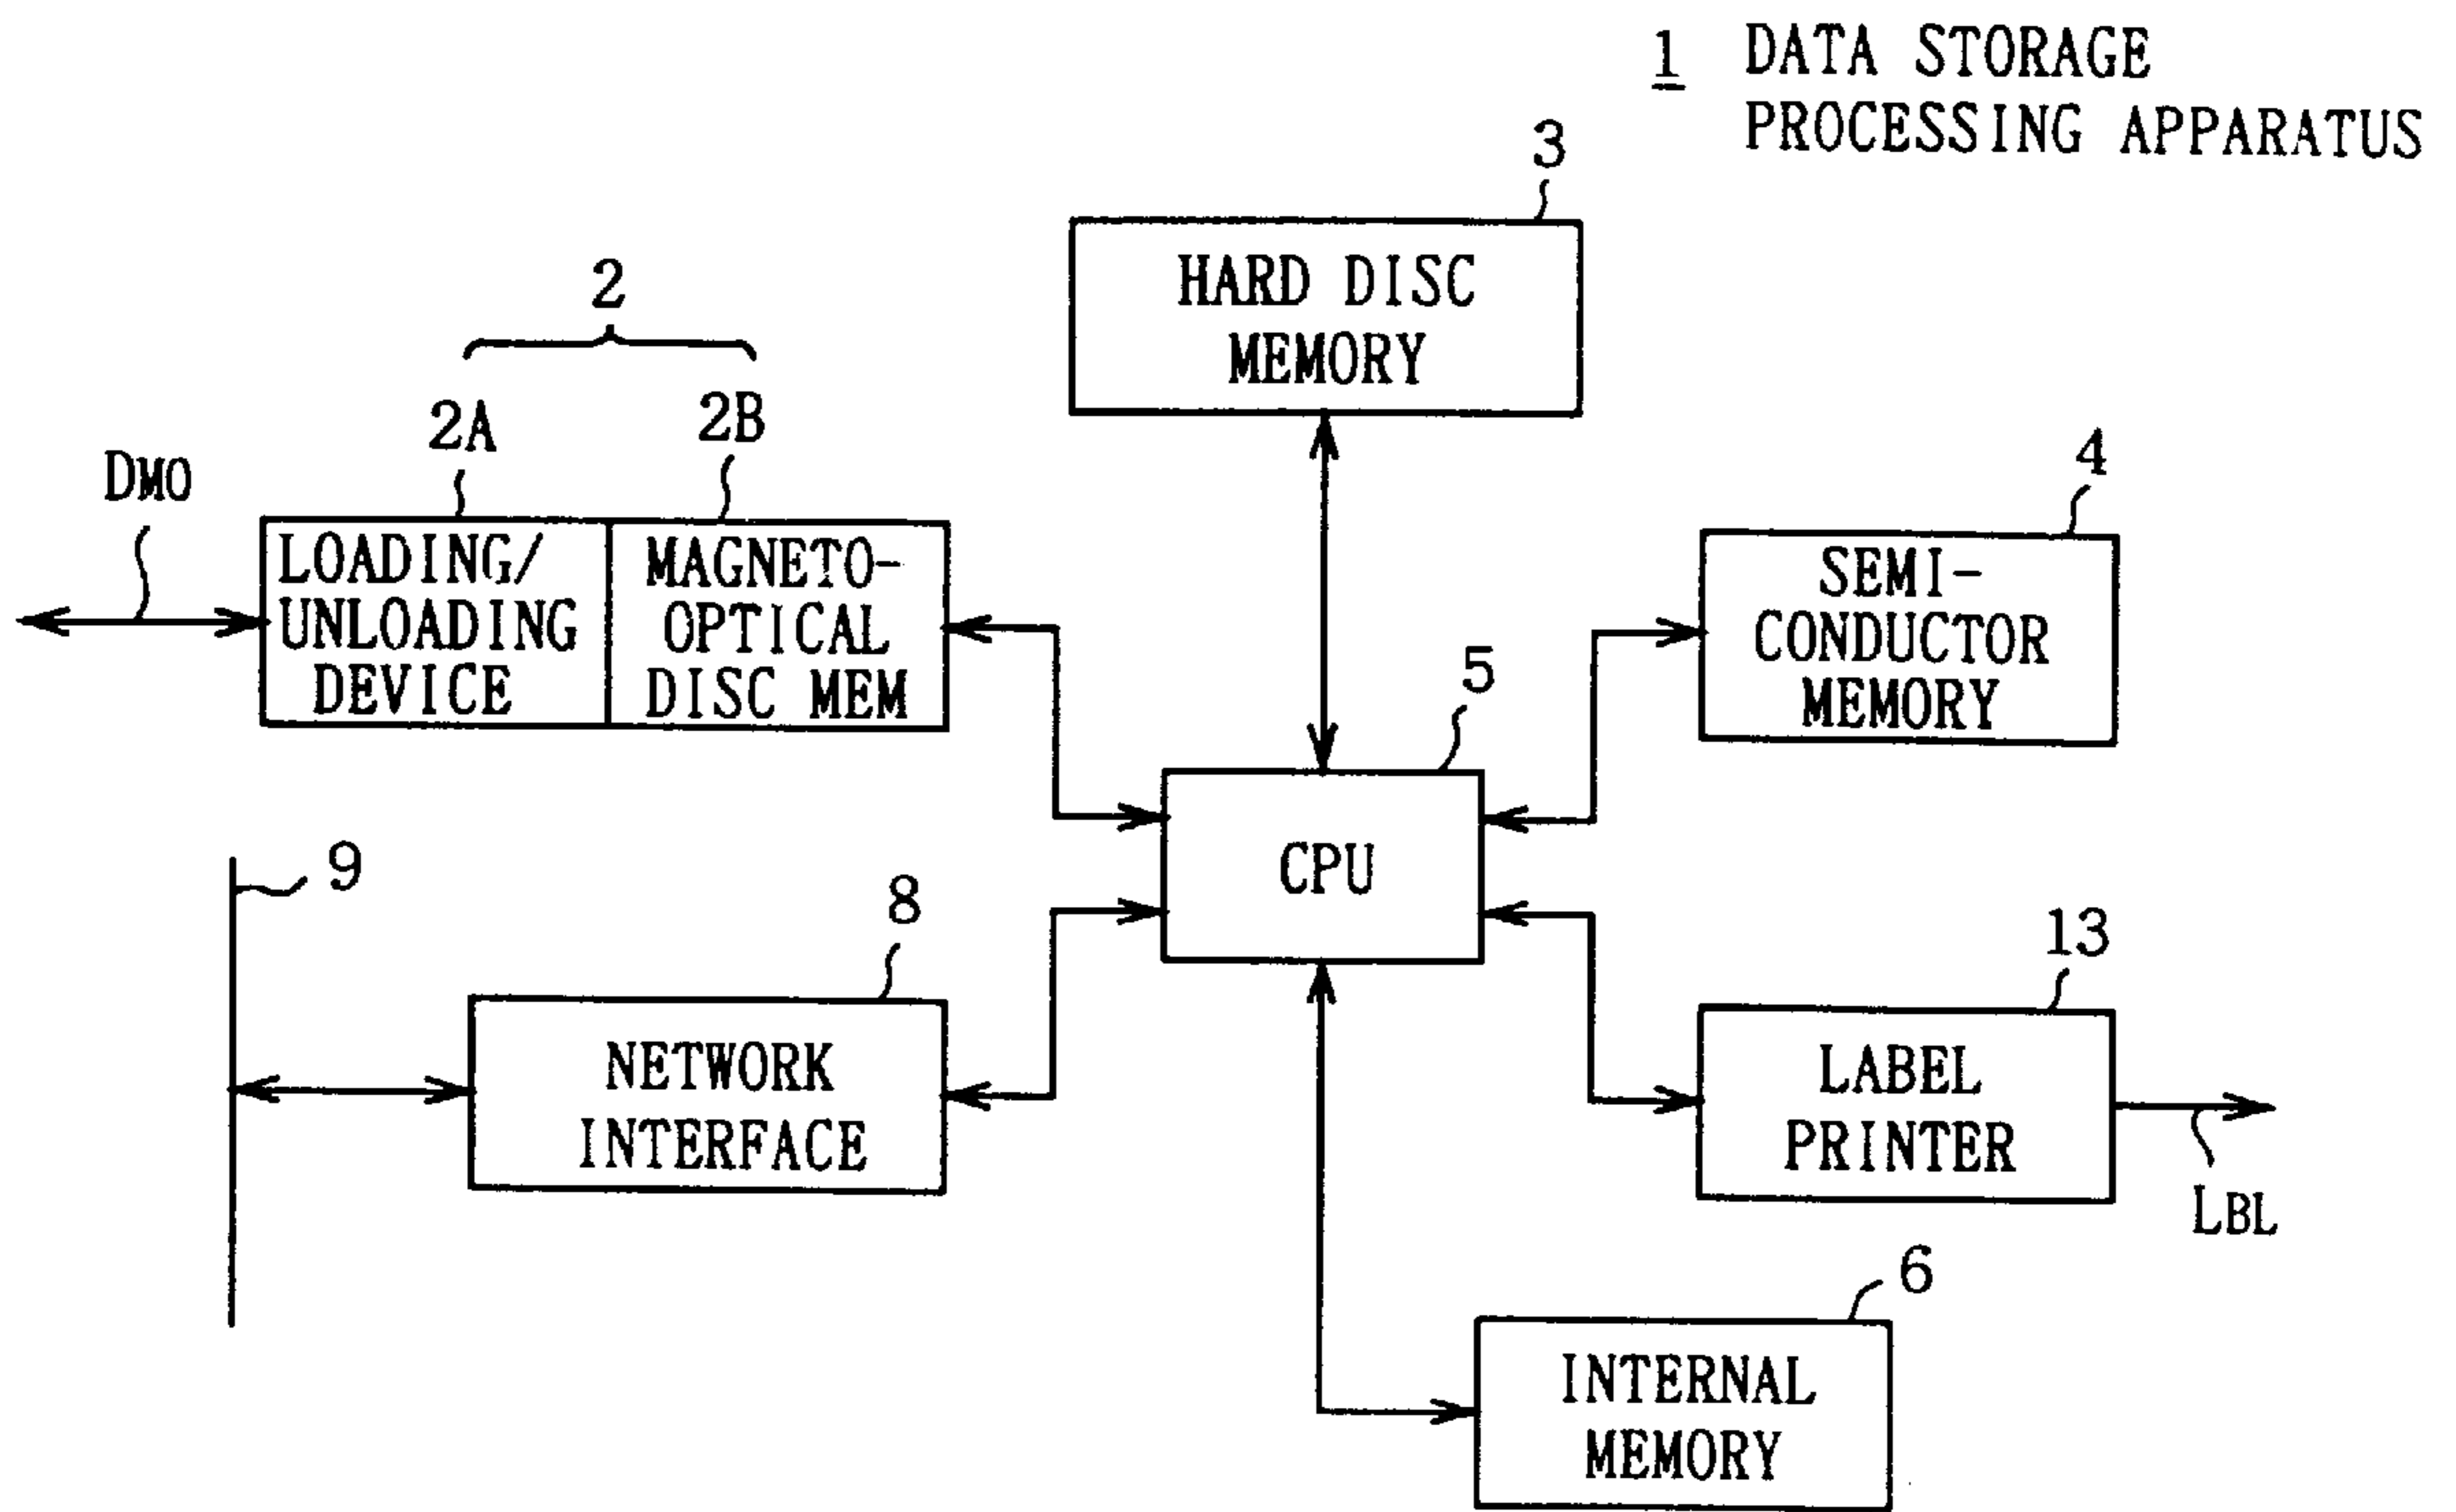 1 DATA STORAGE
PROCESSING APPARATUS
3
HARD DISC
MEMORY
2
2A
2B
DMO
LOADING/
UNLOADING
DEVICE
MAGNETO-
OPTICAL
DISC MEM
4
SEMI-
CONDUCTOR
MEMORY
5
CPU
9
8
NETWORK
INTERFACE
13
LABEL
PRINTER
LBL
6
INTERNAL
MEMORY